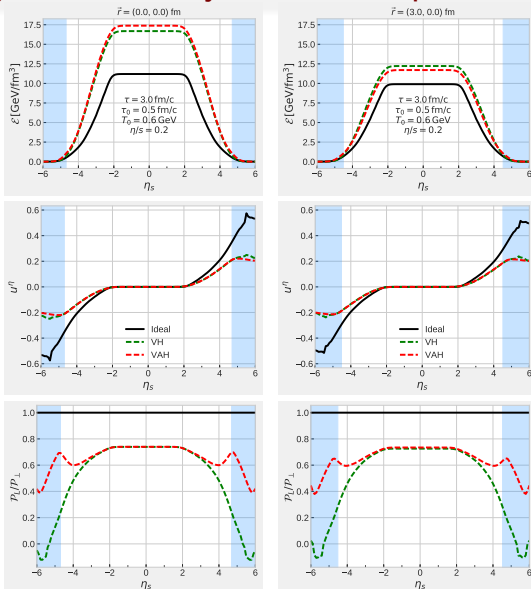 r⃗ = (0.0, 0.0) fm
r⃗ = (3.0, 0.0) fm
ℰ [GeV/fm³]
17.5
15.0
12.5
10.0
7.5
5.0
2.5
0.0
τ = 3.0 fm/c
τ₀ = 0.5 fm/c
T₀ = 0.6 GeV
η/s = 0.2
−6 −4 −2 0 2 4 6
ηₛ
ℰ [GeV/fm³]
17.5
15.0
12.5
10.0
7.5
5.0
2.5
0.0
τ = 3.0 fm/c
τ₀ = 0.5 fm/c
T₀ = 0.6 GeV
η/s = 0.2
−6 −4 −2 0 2 4 6
ηₛ
u^η
0.6
0.4
0.2
0.0
−0.2
−0.4
−0.6
Ideal
VH
VAH
−6 −4 −2 0 2 4 6
ηₛ
u^η
0.6
0.4
0.2
0.0
−0.2
−0.4
−0.6
Ideal
VH
VAH
−6 −4 −2 0 2 4 6
ηₛ
𝒫_L/𝒫_⊥
1.0
0.8
0.6
0.4
0.2
0.0
−6 −4 −2 0 2 4 6
ηₛ
𝒫_L/𝒫_⊥
1.0
0.8
0.6
0.4
0.2
0.0
−6 −4 −2 0 2 4 6
ηₛ